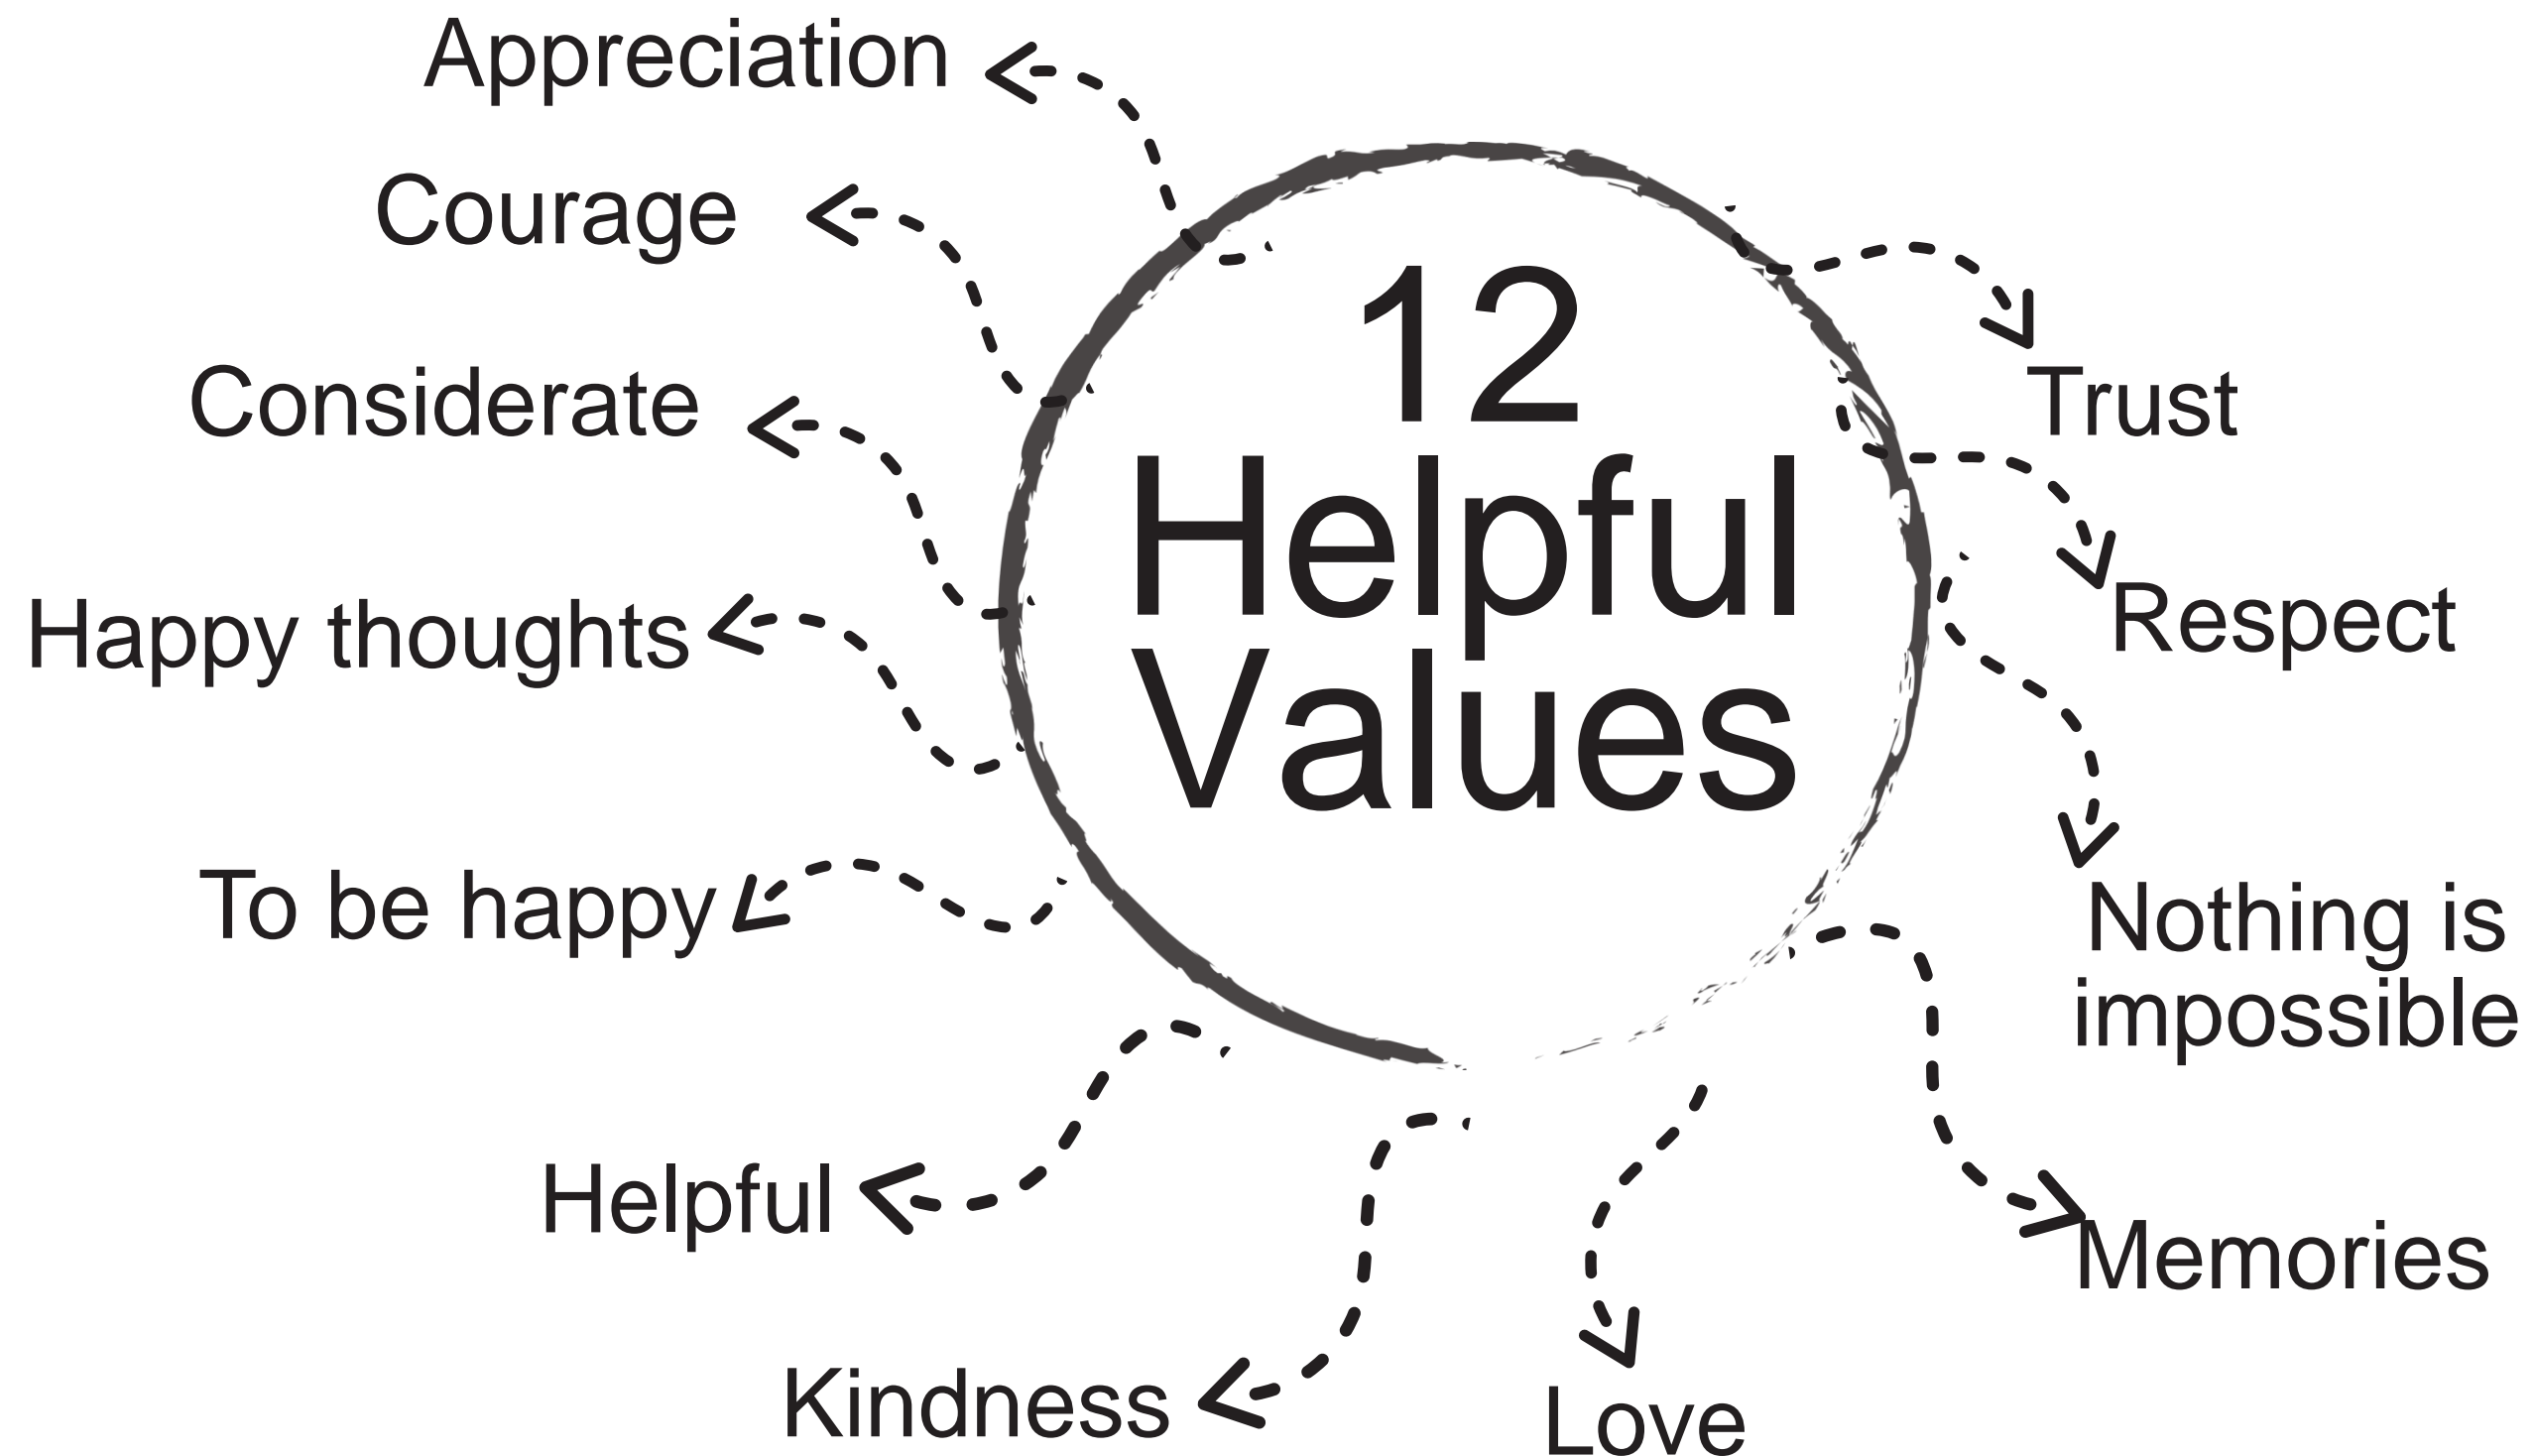 12
Helpful
Values
Appreciation
Courage
Considerate
Happy thoughts
To be happy
Helpful
Kindness
Love
Memories
Nothing is
impossible
Respect
Trust